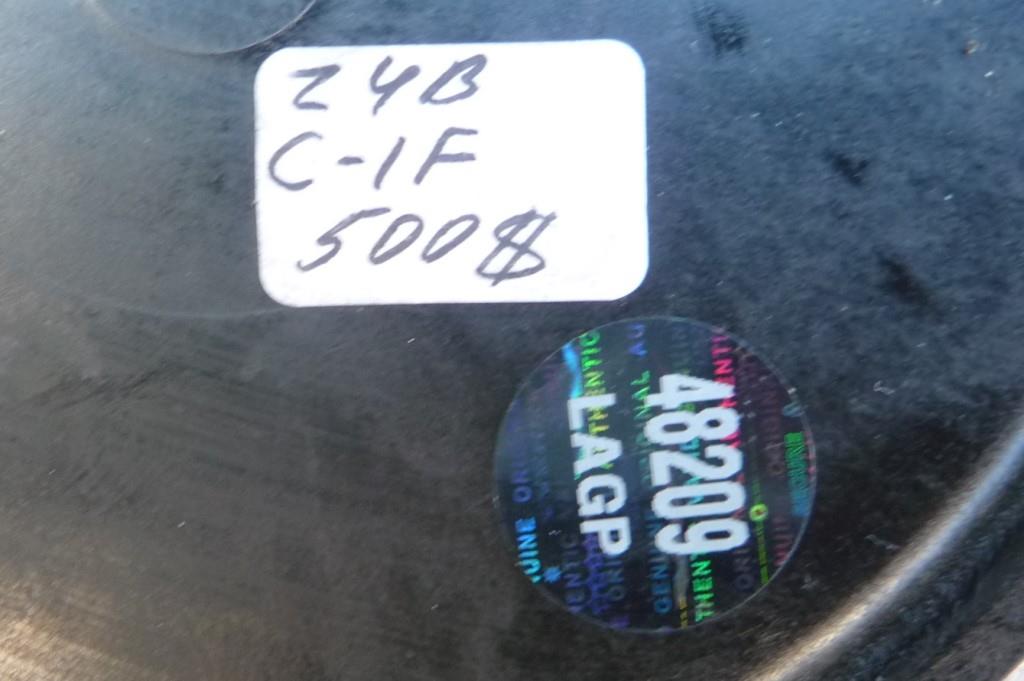 Z4B
C-1F
500$
48209
LAGP